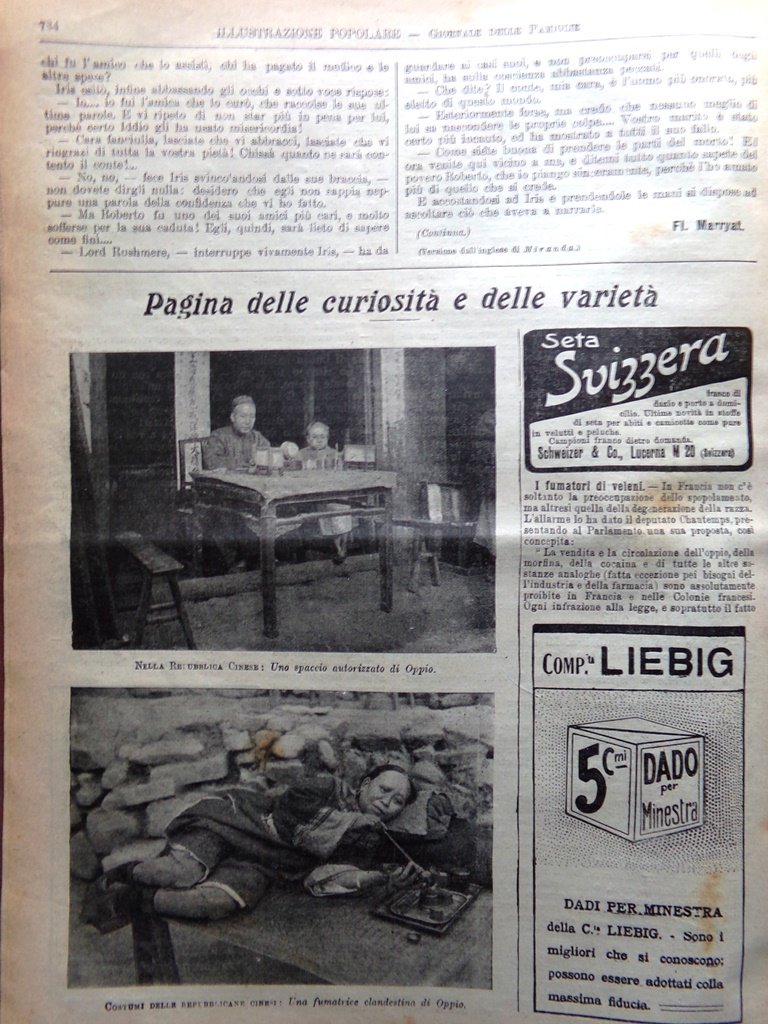 734
ILLUSTRAZIONE POPOLARE — GIORNALE DELLE FAMIGLIE
chi fu l'amico che lo assistì, chi ha pagato il medico e le
altre spese?
Iris esitò, infine abbassando gli occhi e sotto voce rispose:
— Io.... io fui l'amica che lo curò, che raccolse le sue ul-
time parole. E vi ripeto di non star più in pena per lui,
perchè certo Iddio gli ha usato misericordia!
— Cara fanciulla, lasciate che vi abbracci, lasciate che vi
ringrazi di tutta la vostra pietà! Chissà quanto ne sarà con-
tento il conte!..
— No, no, — fece Iris svincolandosi dalle sue braccia, —
non dovete dirgli nulla: desidero che egli non sappia nep-
pure una parola della confidenza che vi ho fatto.
— Ma Roberto fu uno dei suoi amici più cari, e molto
sofferse per la sua caduta! Egli, quindi, sarà lieto di sapere
come finì....
— Lord Rushmere, — interruppe vivamente Iris, — ha da
guardare ai casi suoi, e non preoccuparsi per quelli degli
amici, ha sulla coscienza abbastanza peccati.
— Che dite? Il conte, mia cara, è l'uomo più onesto, più
schietto di questo mondo.
— Esteriormente forse, ma credo che nessuno meglio di
lui sa nascondere le proprie colpe.... Vostro marito è stato
certo più incauto, ed ha mostrato a tutti il suo fallo.
— Come siete buona di prendere le parti del morto! Ed
ora venite qui vicino a me, e ditemi tutto quanto sapete del
povero Roberto, che io piango sinceramente, perchè l'ho amato
più di quello che si crede.
E accostandosi ad Iris e prendendole le mani si dispose ad
ascoltare ciò che aveva a narrarle.
(Continua.)
Fl. Marryat.
(Versione dall'inglese di Miranda.)
Pagina delle curiosità e delle varietà
NELLA REPUBBLICA CINESE: Uno spaccio autorizzato di Oppio.
COSTUMI DELLE REPUBBLICANE CINESI: Una fumatrice clandestina di Oppio.
Seta
Svizzera
franco di
dazio e porto a domi-
cilio. Ultime novità in stoffe
di seta per abiti e camicette come pure
in velluti e peluche.
Campioni franco dietro domanda.
Schweizer & Co., Lucerna M 20 (Svizzera)
I fumatori di veleni. — In Francia non c'è
soltanto la preoccupazione dello spopolamento,
ma altresì quella della degenerazione della razza.
L'allarme lo ha dato il deputato Chautemps, pre-
sentando al Parlamento una sua proposta, così
concepita:
"La vendita e la circolazione dell'oppio, della
morfina, della cocaina e di tutte le altre so-
stanze analoghe (fatta eccezione pei bisogni del-
l'industria e della farmacia) sono assolutamente
proibite in Francia e nelle Colonie francesi.
Ogni infrazione alla legge, e sopratutto il fatto
COMP.ia LIEBIG
5 Cmi
DADO
per
Minestra
DADI PER MINESTRA
della C.ia LIEBIG. - Sono i
migliori che si conoscono;
possono essere adottati colla
massima fiducia.